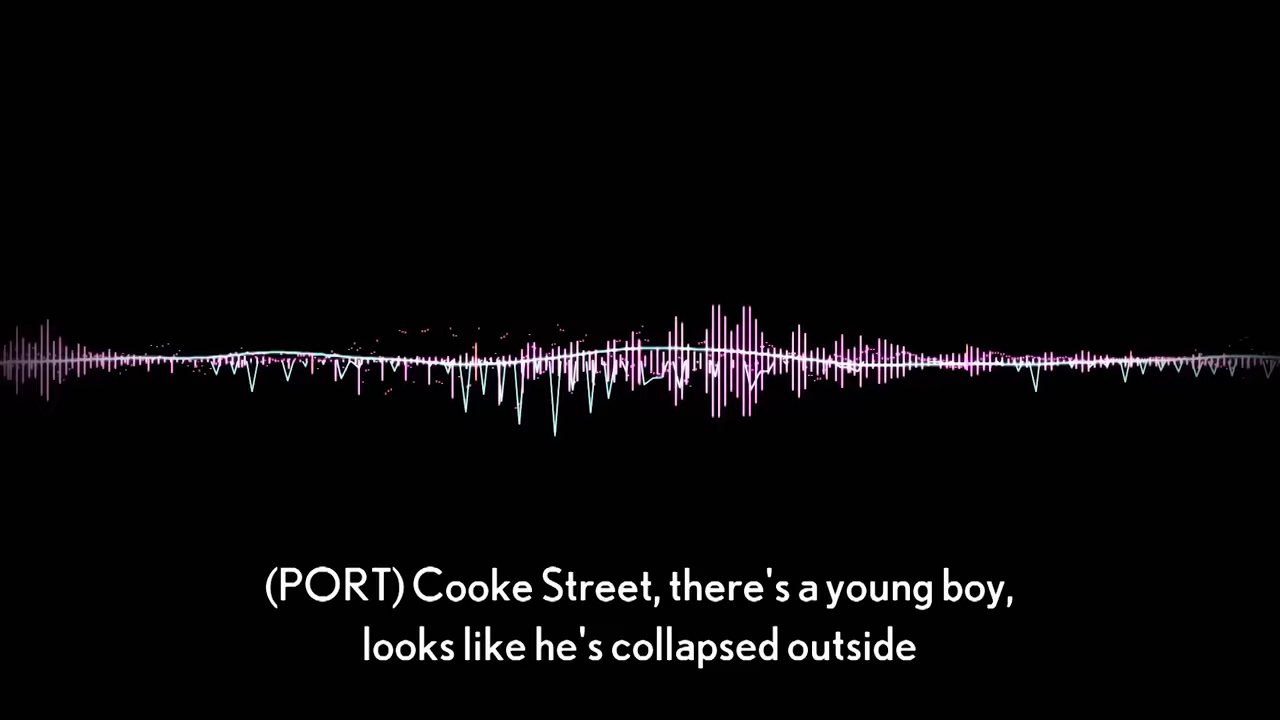 (PORT) Cooke Street, there's a young boy,
looks like he's collapsed outside